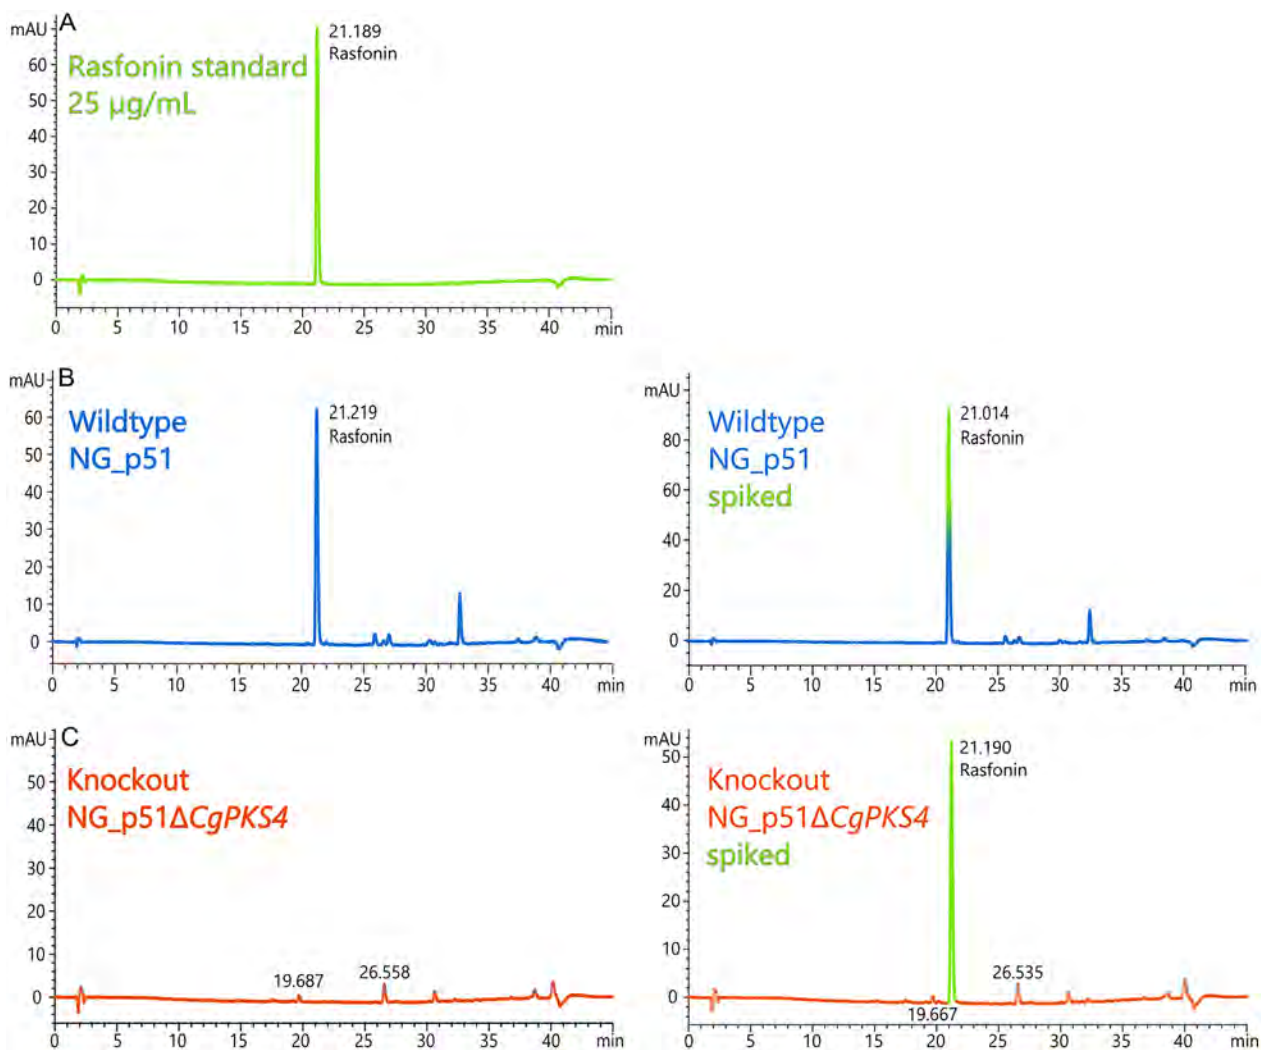 A
mAU
Rasfonin standard
25 µg/mL
21.189
Rasfonin
60
50
40
30
20
10
0
0 5 10 15 20 25 30 35 40 min
B
mAU
Wildtype
NG_p51
21.219
Rasfonin
60
50
40
30
20
10
0
0 5 10 15 20 25 30 35 40 min
mAU
Wildtype
NG_p51
spiked
21.014
Rasfonin
80
60
40
20
0
0 5 10 15 20 25 30 35 40 min
C
mAU
Knockout
NG_p51ΔCgPKS4
50
40
30
20
10
0
19.687
26.558
0 5 10 15 20 25 30 35 40 min
mAU
Knockout
NG_p51ΔCgPKS4
spiked
21.190
Rasfonin
50
40
30
20
10
0
26.535
19.667
0 5 10 15 20 25 30 35 40 min